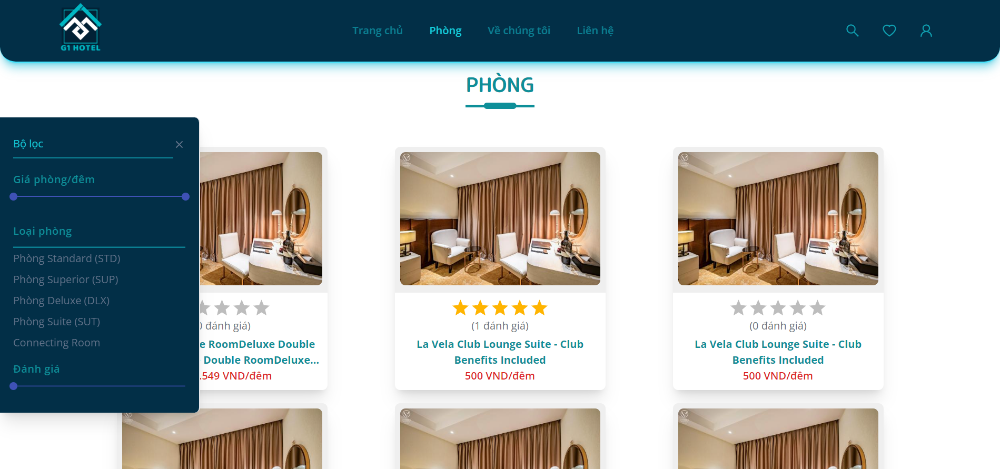 G1 HOTEL
Trang chủ
Phòng
Về chúng tôi
Liên hệ
PHÒNG
Bộ lọc
Giá phòng/đêm
Loại phòng
Phòng Standard (STD)
Phòng Superior (SUP)
Phòng Deluxe (DLX)
Phòng Suite (SUT)
Connecting Room
Đánh giá
đánh giá)
RoomDeluxe Double
Double RoomDeluxe...
.549 VND/đêm
(1 đánh giá)
La Vela Club Lounge Suite - Club
Benefits Included
500 VND/đêm
(0 đánh giá)
La Vela Club Lounge Suite - Club
Benefits Included
500 VND/đêm